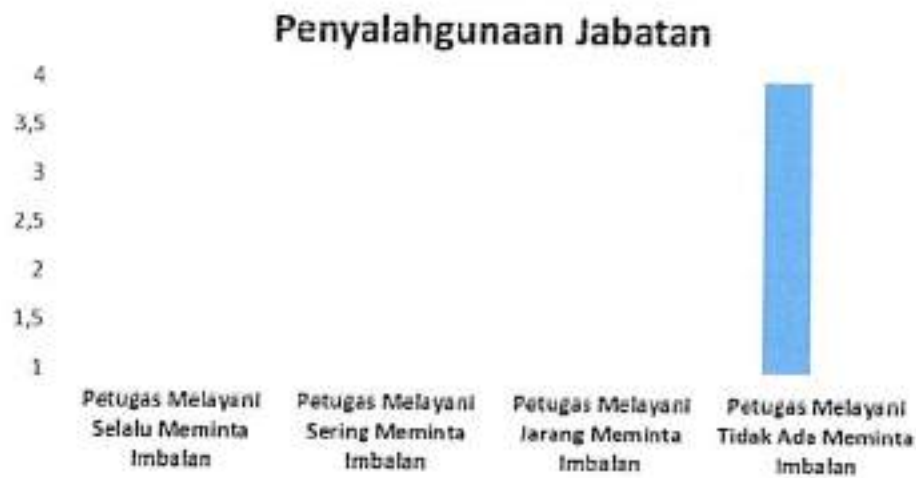 Penyalahgunaan Jabatan
4
3,5
3
2,5
2
1,5
1
Petugas Melayani Petugas Melayani Petugas Melayani Petugas Melayani
Selalu Meminta Sering Meminta Jarang Meminta Tidak Ada Meminta
Imbalan Imbalan Imbalan Imbalan